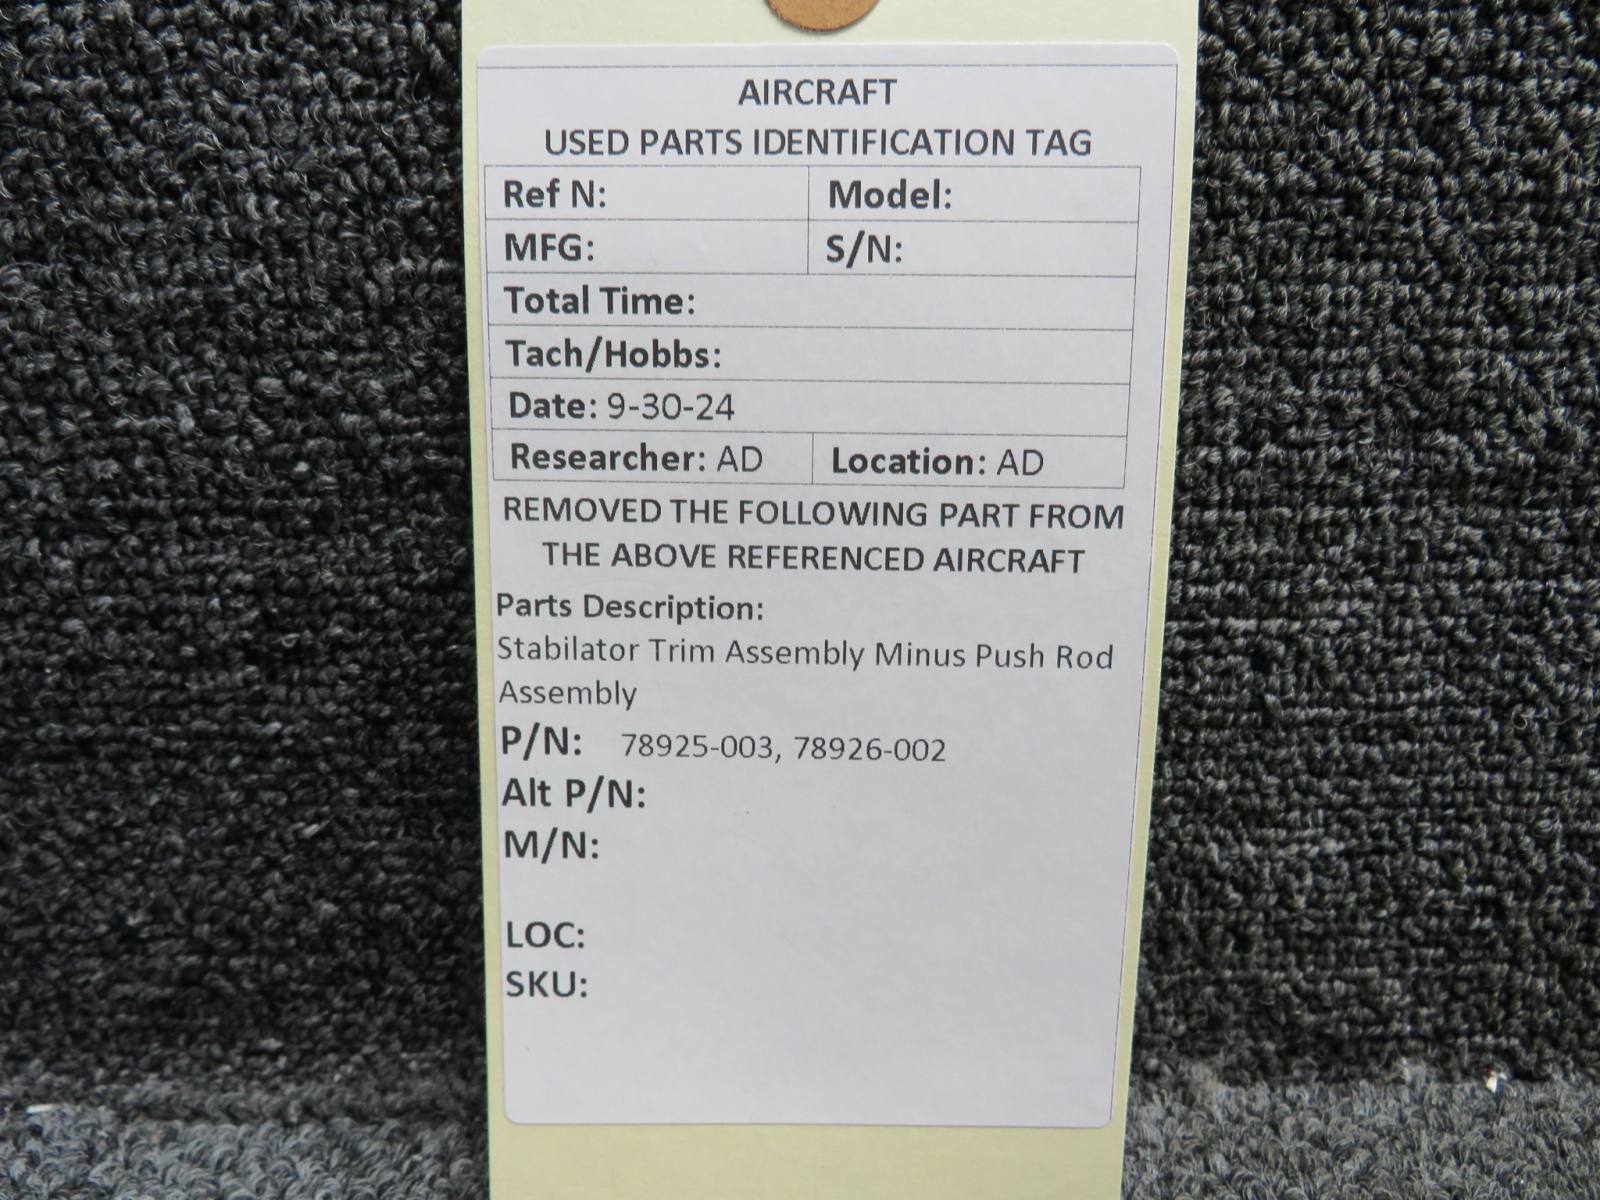 AIRCRAFT
USED PARTS IDENTIFICATION TAG
Ref N: Model:
MFG: S/N:
Total Time:
Tach/Hobbs:
Date: 9-30-24
Researcher: AD Location: AD
REMOVED THE FOLLOWING PART FROM
THE ABOVE REFERENCED AIRCRAFT
Parts Description:
Stabilator Trim Assembly Minus Push Rod
Assembly
P/N: 78925-003, 78926-002
Alt P/N:
M/N:
LOC:
SKU: